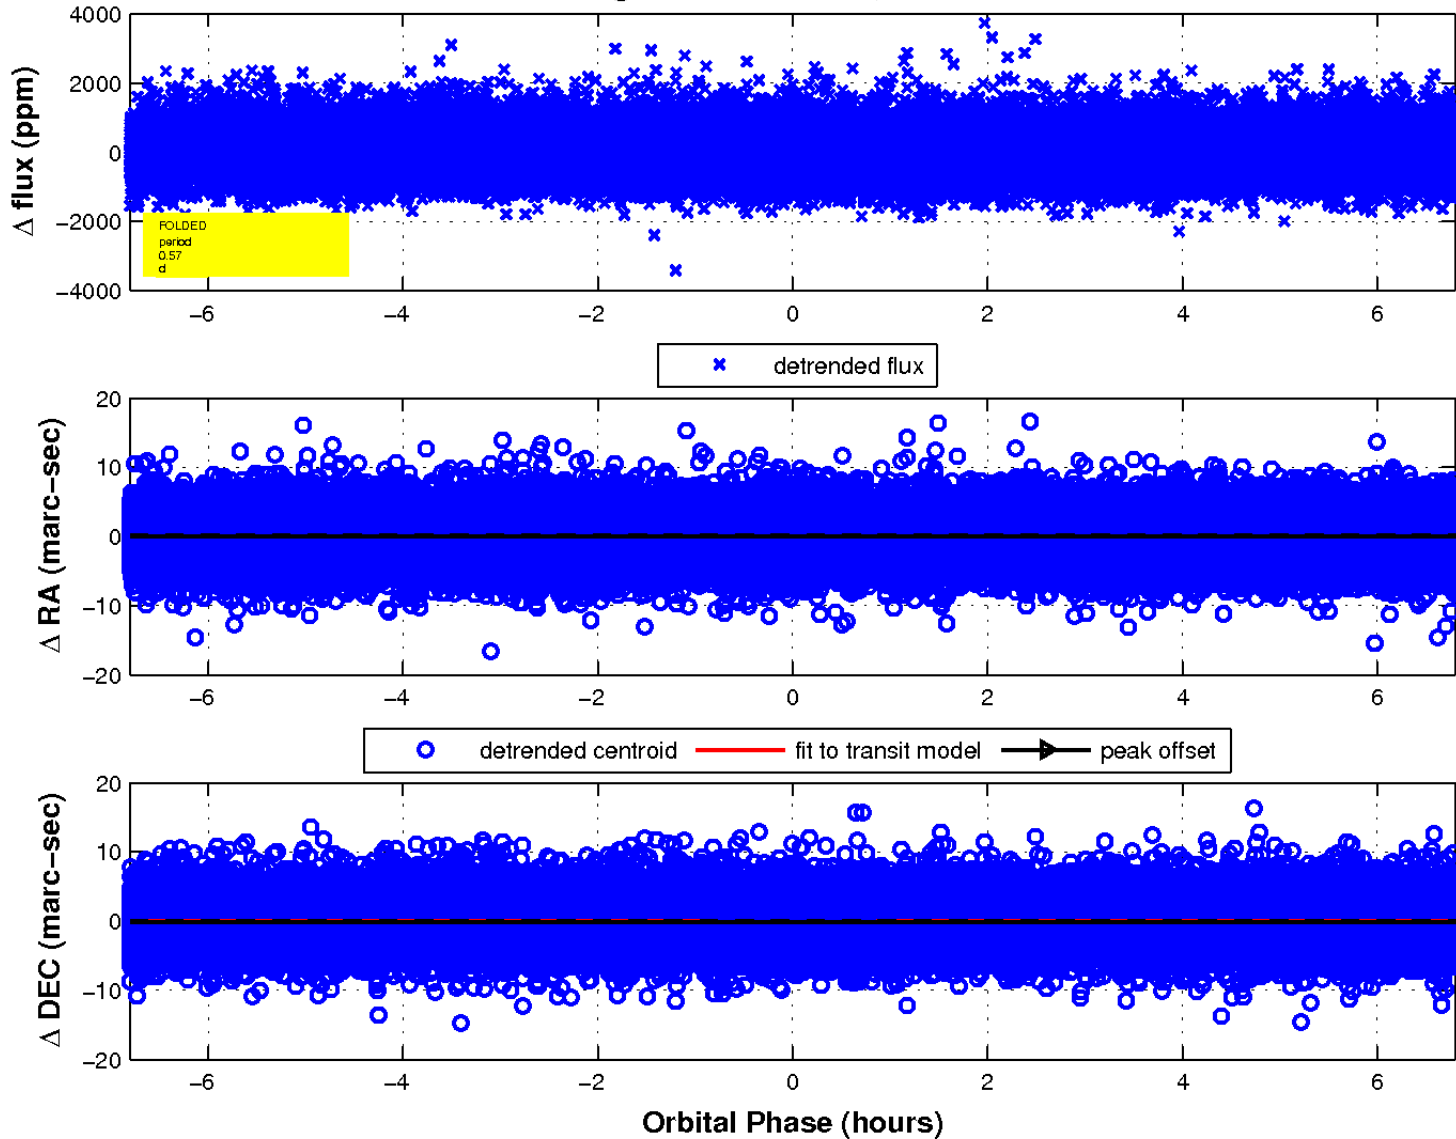 4000
2000
0
−2000
−4000
Δ flux (ppm)
FOLDED
period
0.57
d
−6 −4 −2 0 2 4 6
detrended flux
20
10
0
−10
−20
Δ RA (marc−sec)
−6 −4 −2 0 2 4 6
detrended centroid fit to transit model peak offset
20
10
0
−10
−20
Δ DEC (marc−sec)
−6 −4 −2 0 2 4 6
Orbital Phase (hours)